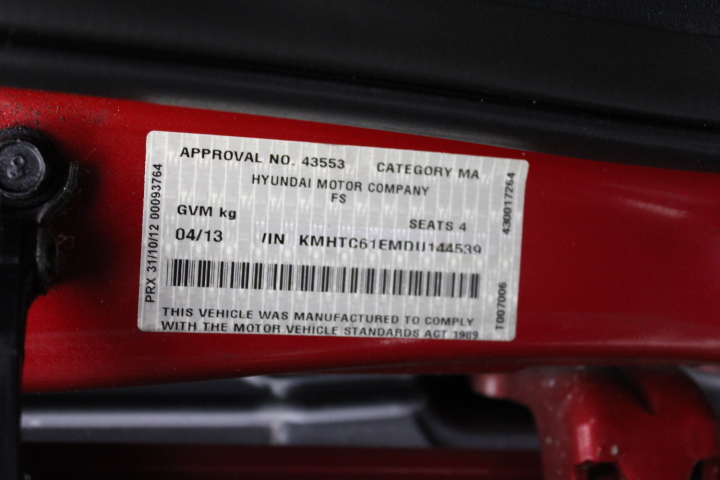 APPROVAL NO. 43553 CATEGORY MA
HYUNDAI MOTOR COMPANY
FS
GVM kg SEATS 4
04/13 /IN KMHTC61EMDU144539
THIS VEHICLE WAS MANUFACTURED TO COMPLY
WITH THE MOTOR VEHICLE STANDARDS ACT 1989
PRX 31/10/12 00093764
T007006 430017264
8